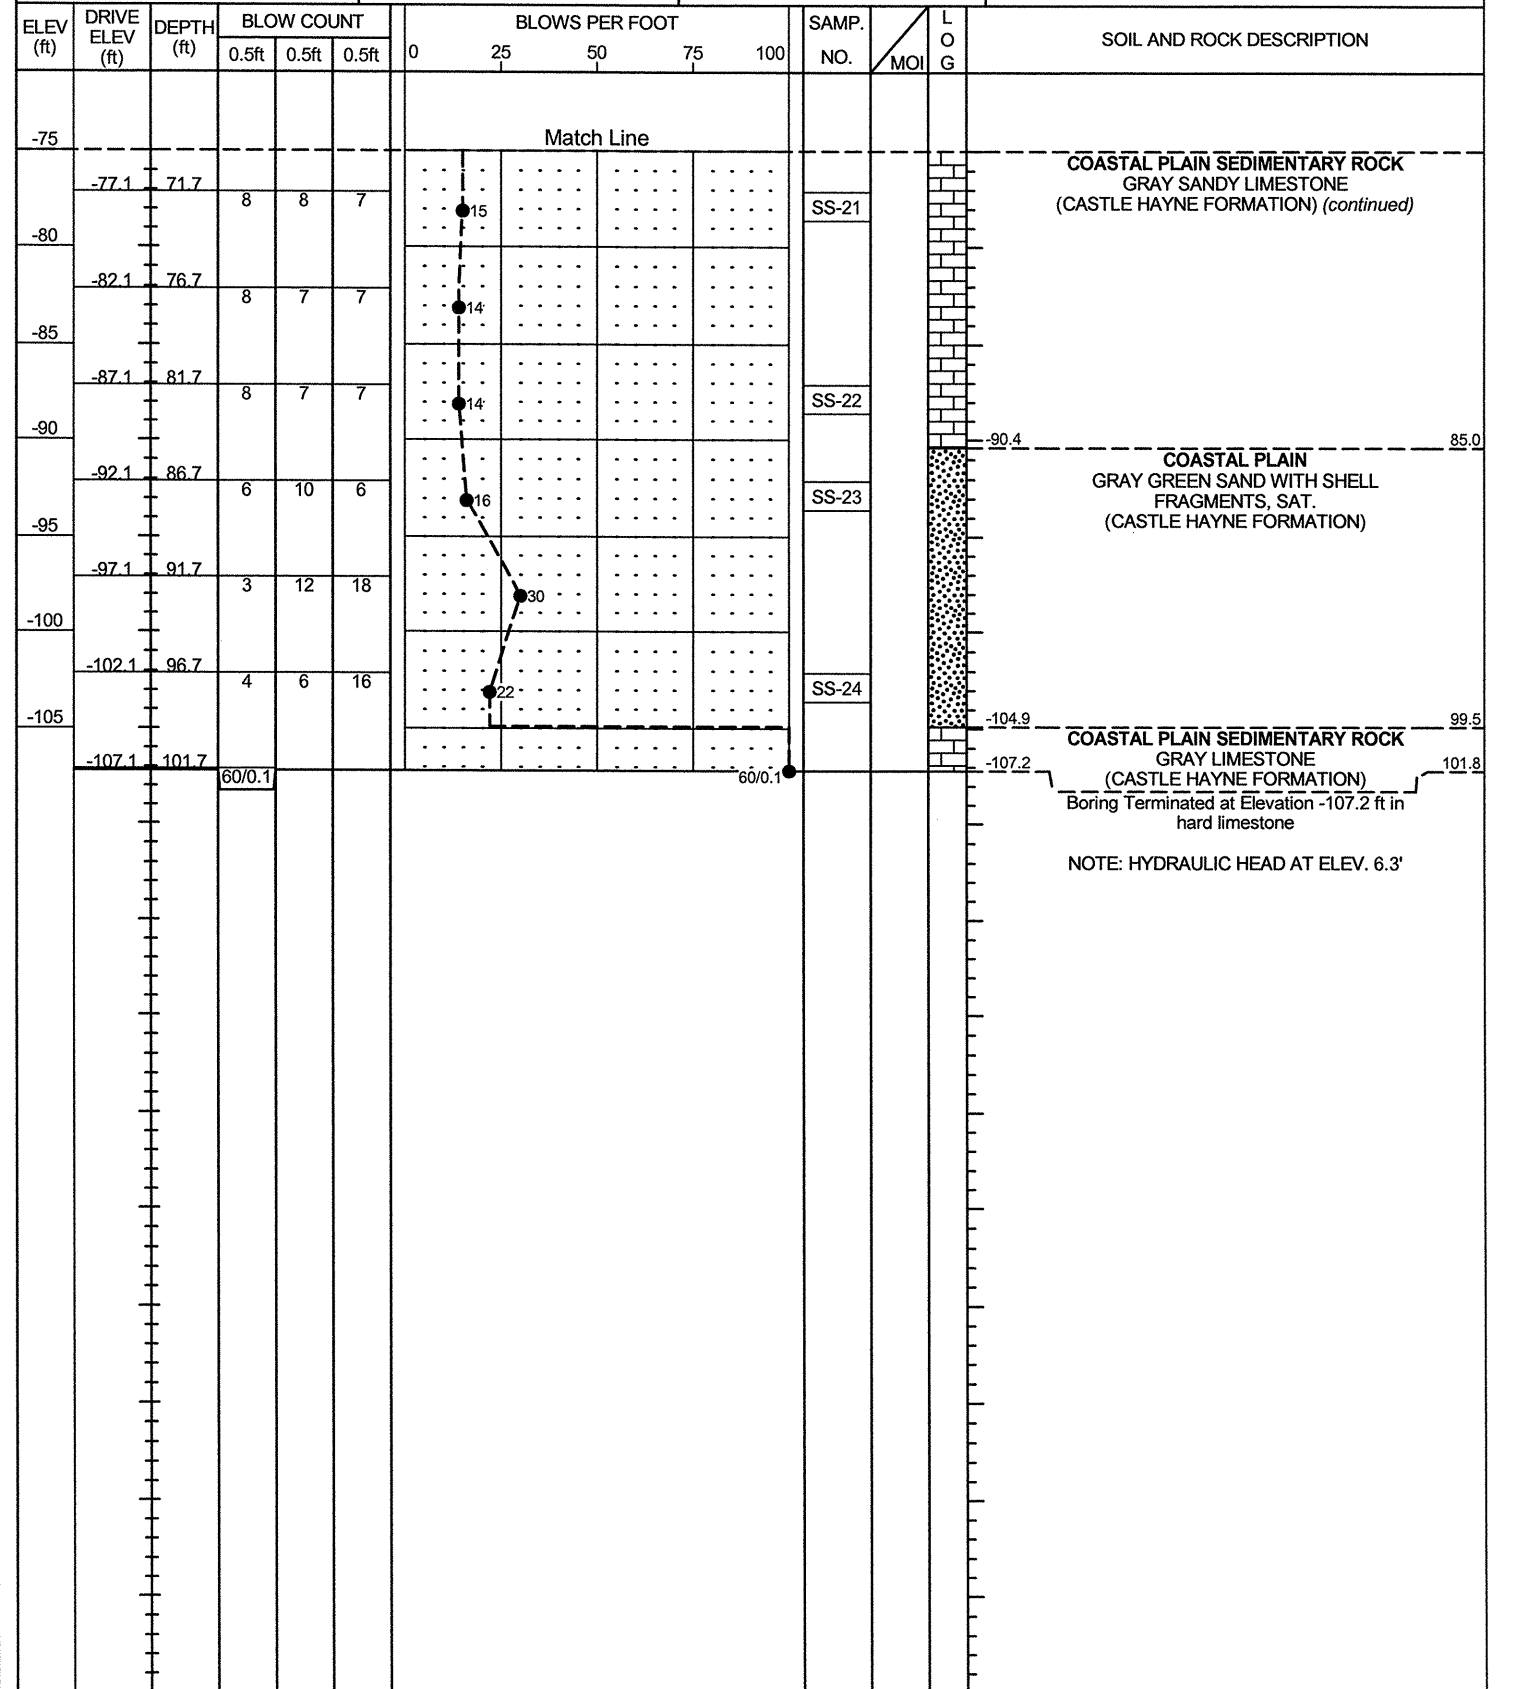 ELEV (ft) DRIVE ELEV (ft) DEPTH (ft) BLOW COUNT BLOWS PER FOOT SAMP. NO. MOI LOG SOIL AND ROCK DESCRIPTION
0.5ft 0.5ft 0.5ft 0 25 50 75 100
Match Line
-75
COASTAL PLAIN SEDIMENTARY ROCK
-77.1 71.7 GRAY SANDY LIMESTONE
8 8 7 15 SS-21 (CASTLE HAYNE FORMATION) (continued)
-80
-82.1 76.7
8 7 7 14
-85
-87.1 81.7
8 7 7 14 SS-22
-90 -90.4 85.0
COASTAL PLAIN
-92.1 86.7 GRAY GREEN SAND WITH SHELL
6 10 6 16 SS-23 FRAGMENTS, SAT.
-95 (CASTLE HAYNE FORMATION)
-97.1 91.7
3 12 18 30
-100
-102.1 96.7
4 6 16 22 SS-24
-105 -104.9 99.5
COASTAL PLAIN SEDIMENTARY ROCK
-107.1 101.7 -107.2 GRAY LIMESTONE 101.8
60/0.1 60/0.1 (CASTLE HAYNE FORMATION)
Boring Terminated at Elevation -107.2 ft in
hard limestone
NOTE: HYDRAULIC HEAD AT ELEV. 6.3'